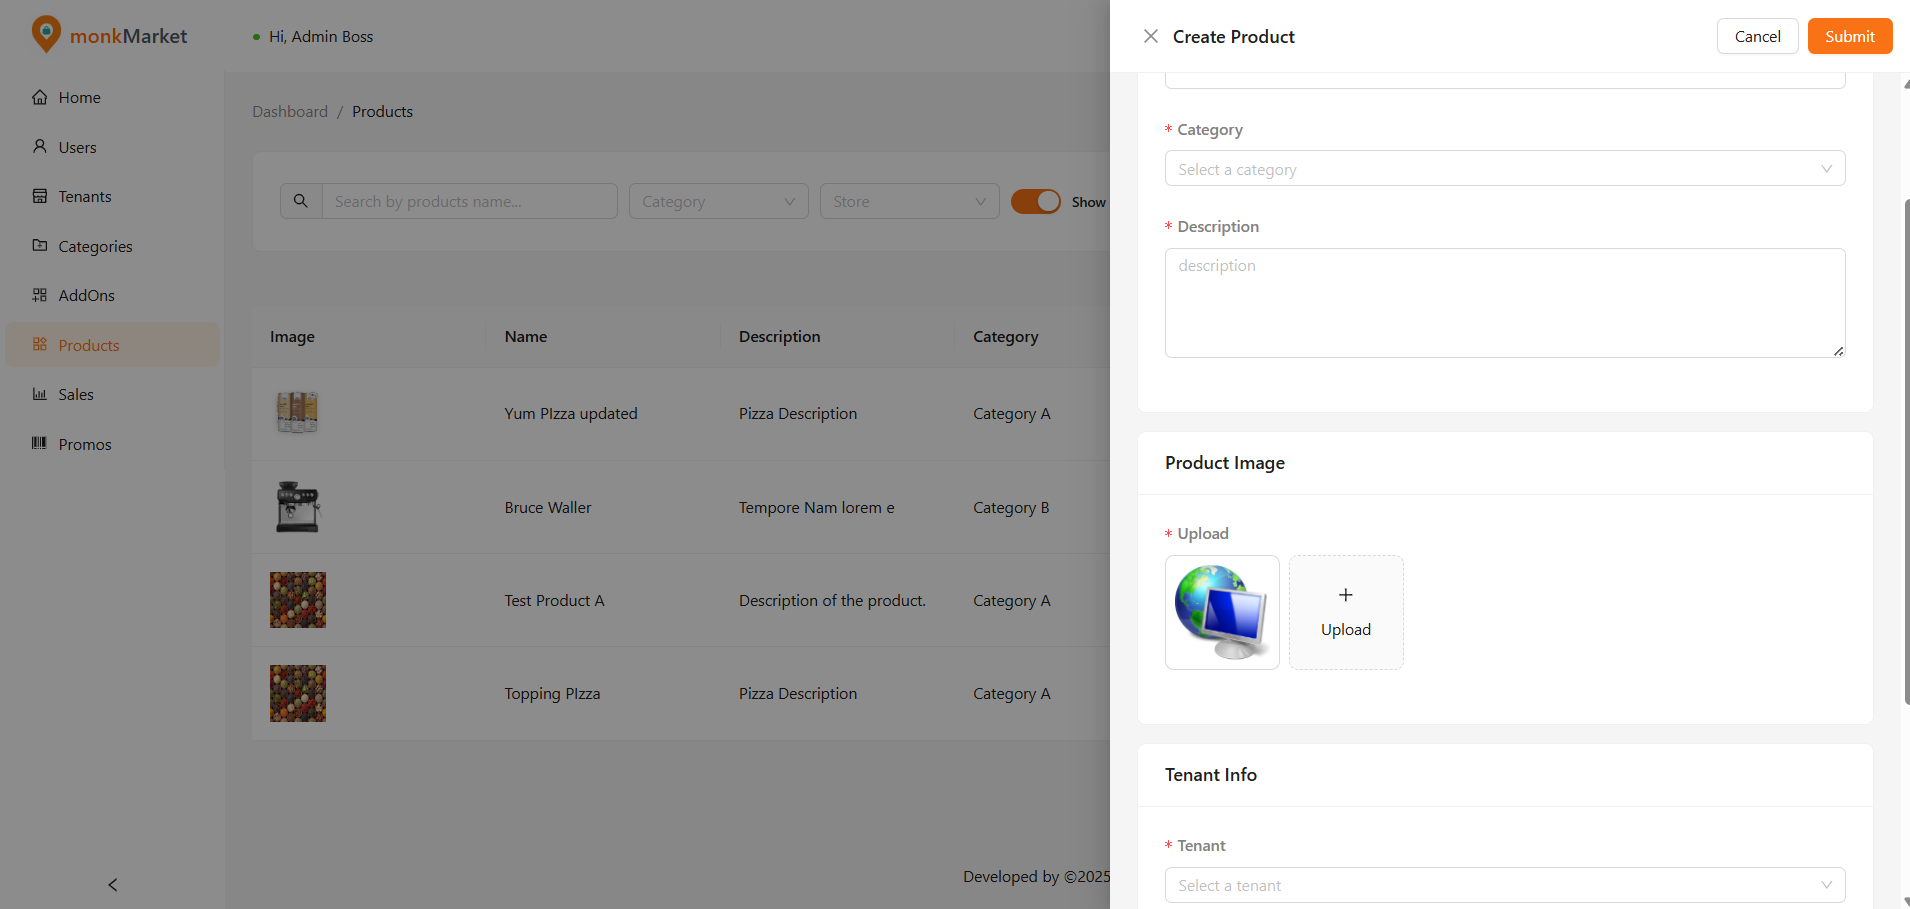 monkMarket
Hi, Admin Boss
Home
Users
Tenants
Categories
AddOns
Products
Sales
Promos
Dashboard / Products
Search by products name...
Category
Store
Show
Image Name Description Category
Yum PIzza updated Pizza Description Category A
Bruce Waller Tempore Nam lorem e Category B
Test Product A Description of the product. Category A
Topping PIzza Pizza Description Category A
Developed by ©2025
Create Product
Cancel
Submit
* Category
Select a category
* Description
description
Product Image
* Upload
+
Upload
Tenant Info
* Tenant
Select a tenant